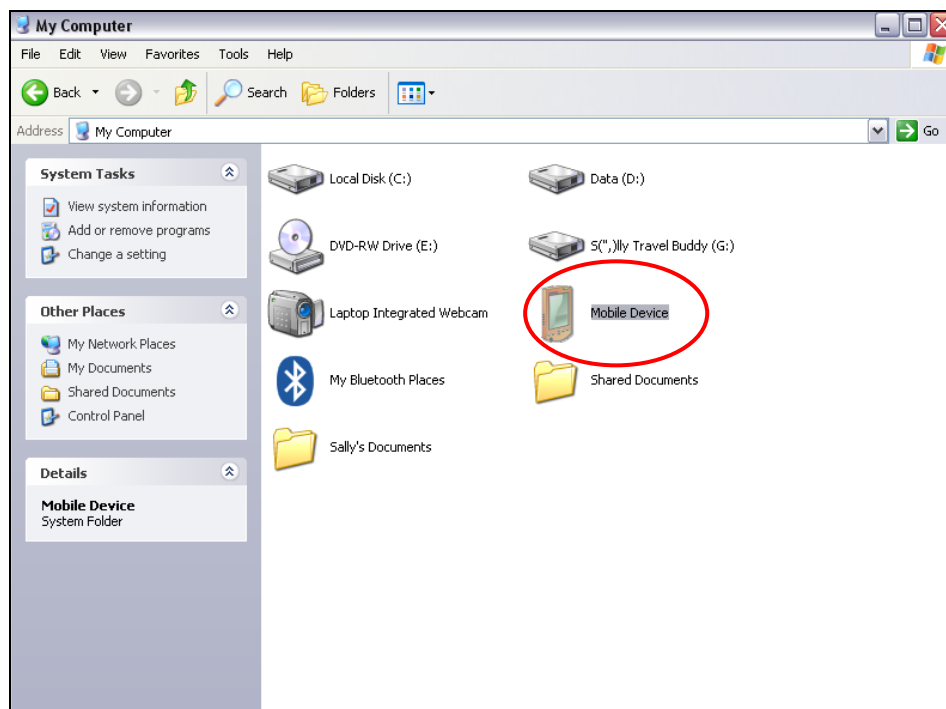 My Computer
File Edit View Favorites Tools Help
Back Search Folders
Address My Computer Go
System Tasks
View system information
Add or remove programs
Change a setting
Other Places
My Network Places
My Documents
Shared Documents
Control Panel
Details
Mobile Device
System Folder
Local Disk (C:) Data (D:)
DVD-RW Drive (E:) S(",)lly Travel Buddy (G:)
Laptop Integrated Webcam Mobile Device
My Bluetooth Places Shared Documents
Sally's Documents